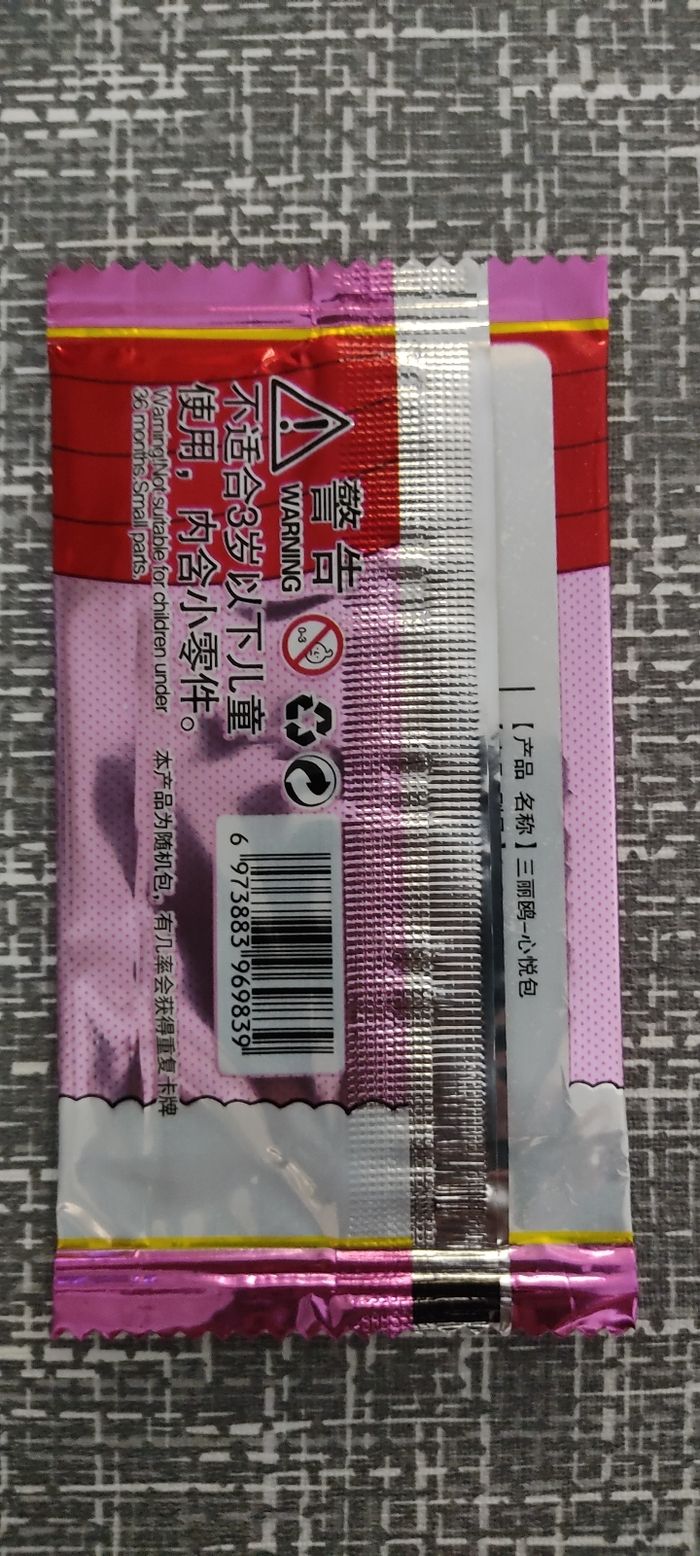 【产品 名称】三丽鸥-心悦包
警告
WARNING
0-3
不适合3岁以下儿童
使用，内含小零件。
Warning:Not suitable for children under
36 months.Small parts.
本产品为随机包，有几率会获得重复卡牌
6 973883 969839